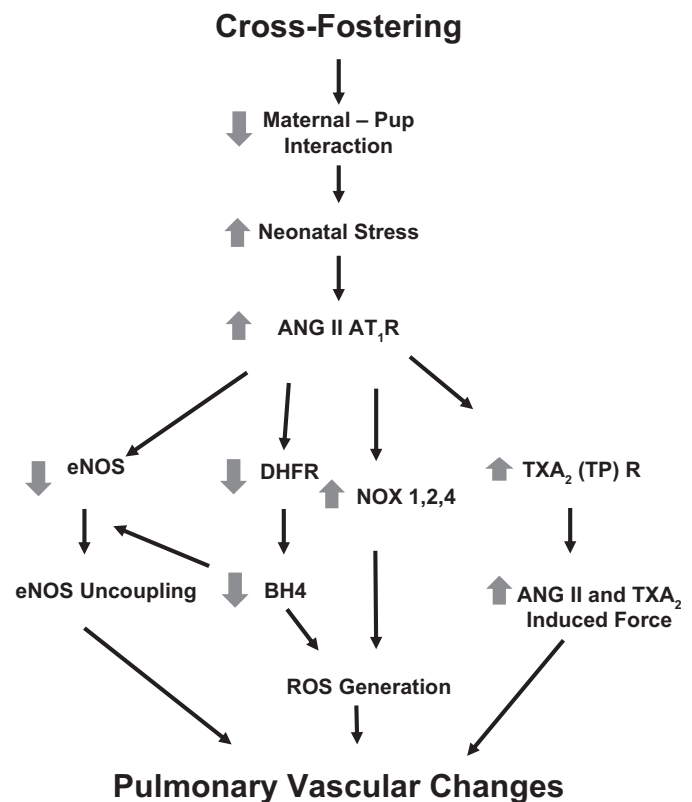 Cross-Fostering
Maternal – Pup
Interaction
Neonatal Stress
ANG II AT₁R
eNOS
DHFR
NOX 1,2,4
TXA₂ (TP) R
eNOS Uncoupling
BH4
ANG II and TXA₂
Induced Force
ROS Generation
Pulmonary Vascular Changes